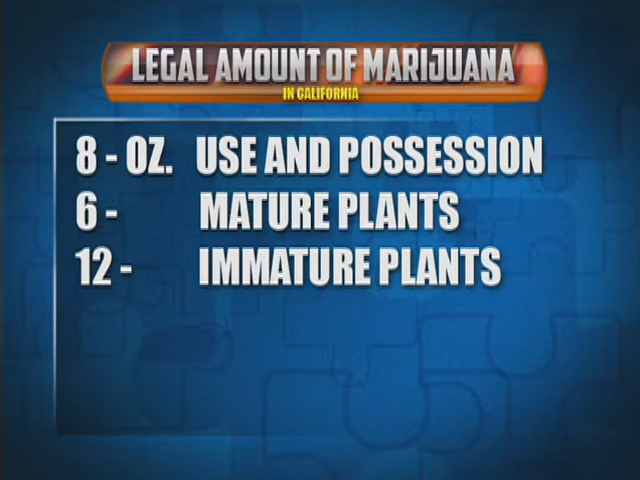 LEGAL AMOUNT OF MARIJUANA
IN CALIFORNIA
8 - OZ. USE AND POSSESSION
6 - MATURE PLANTS
12 - IMMATURE PLANTS